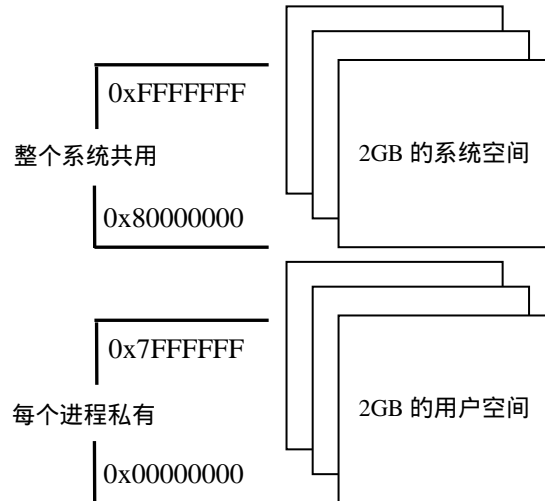 0xFFFFFFF
整个系统共用
2GB 的系统空间
0x80000000
0x7FFFFFF
每个进程私有
2GB 的用户空间
0x00000000